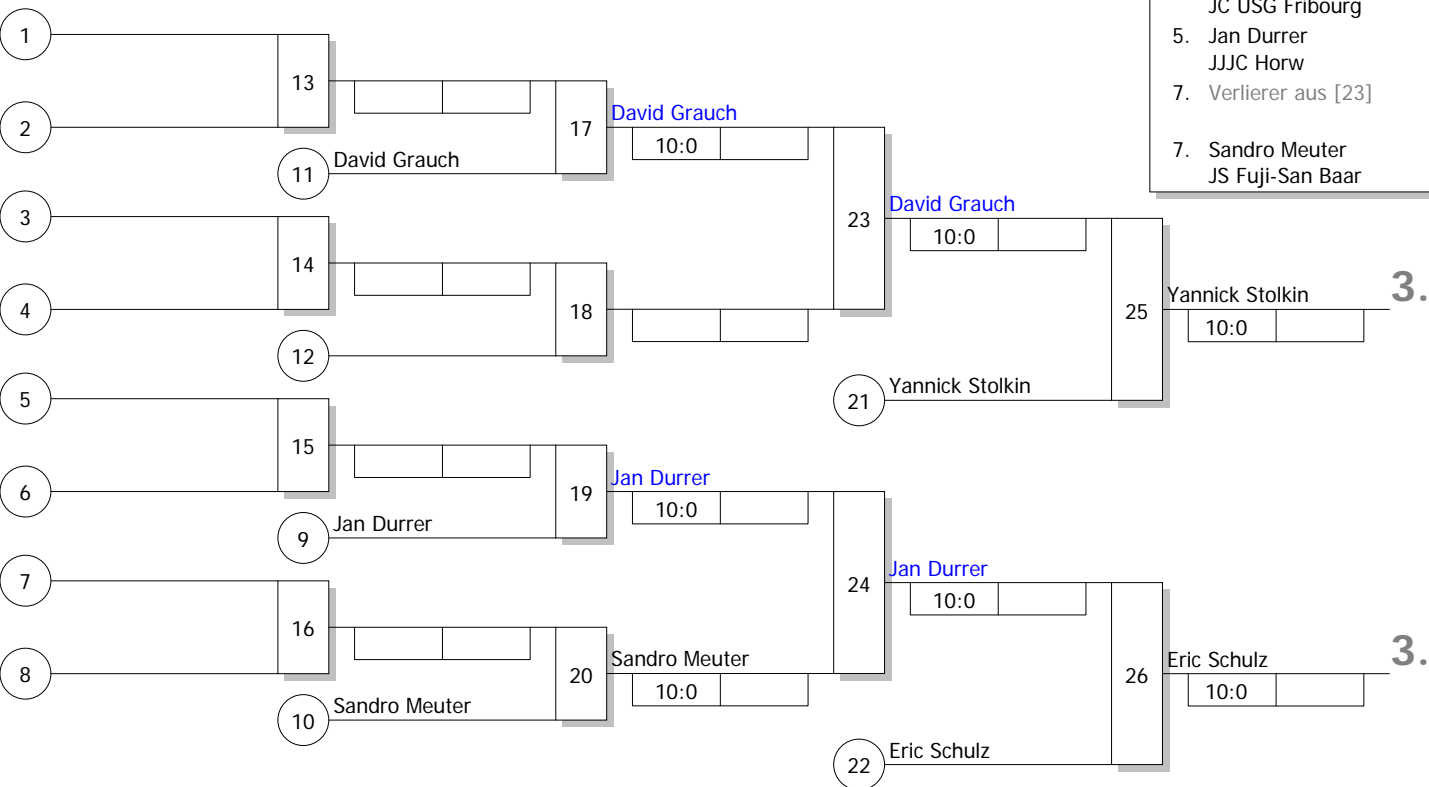 JC USG Fribourg
5. Jan Durrer
JJJC Horw
7. Verlierer aus [23]
7. Sandro Meuter
JS Fuji-San Baar
1
13
2
17
David Grauch
10:0
11
David Grauch
3
23
David Grauch
10:0
14
4
18
12
25
Yannick Stolkin
10:0
3.
21
Yannick Stolkin
5
15
6
19
Jan Durrer
10:0
9
Jan Durrer
7
24
Jan Durrer
10:0
16
8
20
Sandro Meuter
10:0
10
Sandro Meuter
26
Eric Schulz
10:0
3.
22
Eric Schulz